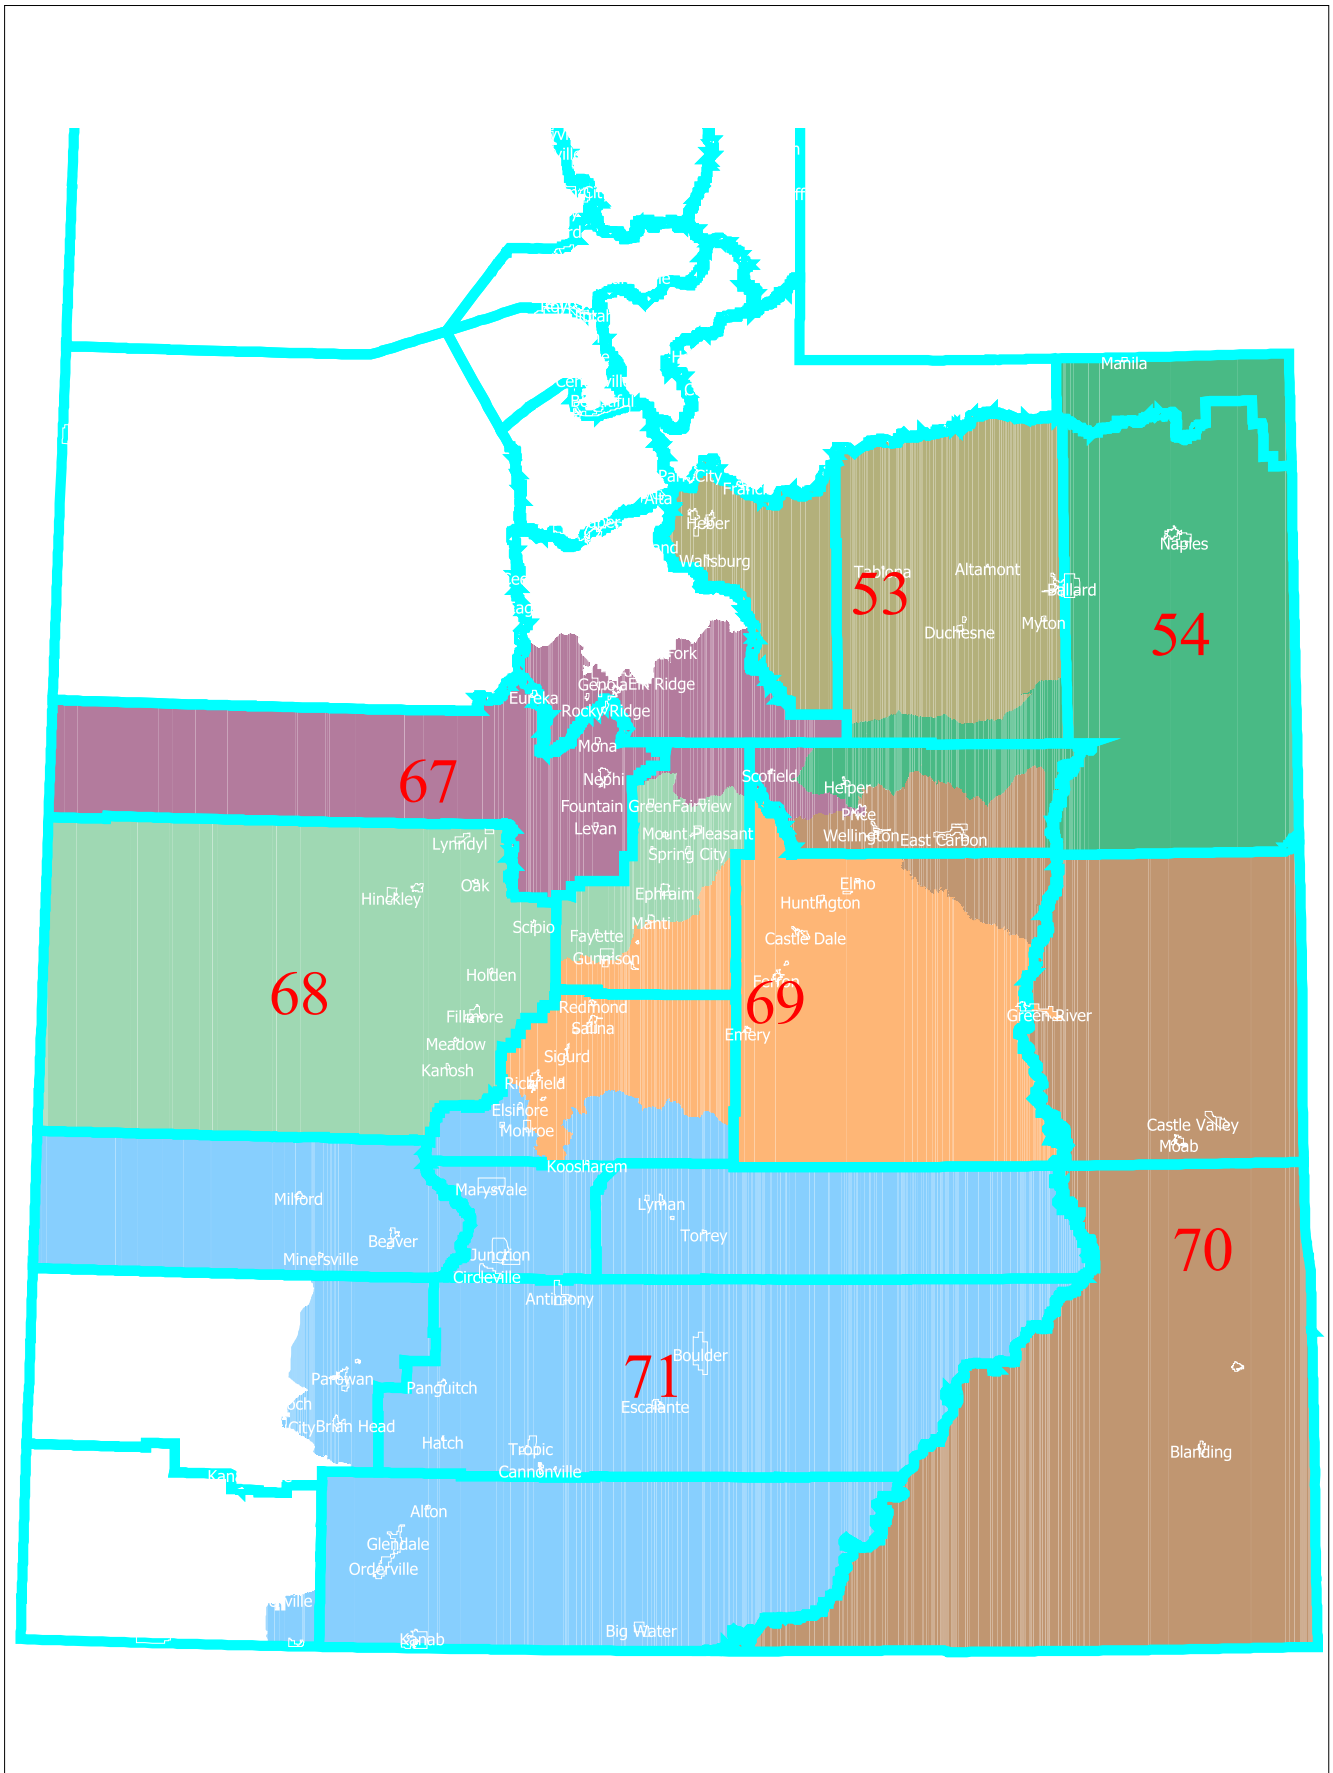 Manila
Park City
Alta
Heber
Naples
Wallsburg
Tabiona
Altamont
53
Ballard
Duchesne
Myton
54
Fork
Genola
Elk Ridge
Eureka
Rocky Ridge
Mona
67
Nephi
Scofield
Helper
Fountain Green
Fairview
Price
Levan
Mount Pleasant
Wellington
East Carbon
Lynndyl
Spring City
Oak
Elmo
Hinckley
Ephraim
Huntington
Scipio
Manti
Fayette
Castle Dale
Gunnison
Holden
Ferron
68
69
Redmond
Fillmore
Salina
Green River
Emery
Meadow
Sigurd
Kanosh
Richfield
Elsinore
Monroe
Castle Valley
Moab
Koosharem
Marysvale
Milford
Lyman
Torrey
Beaver
Junction
70
Minersville
Circleville
Antimony
Boulder
71
Parowan
Panguitch
Escalante
City
Brian Head
Hatch
Tropic
Blanding
Cannonville
Alton
Glendale
Orderville
Big Water
Kanab